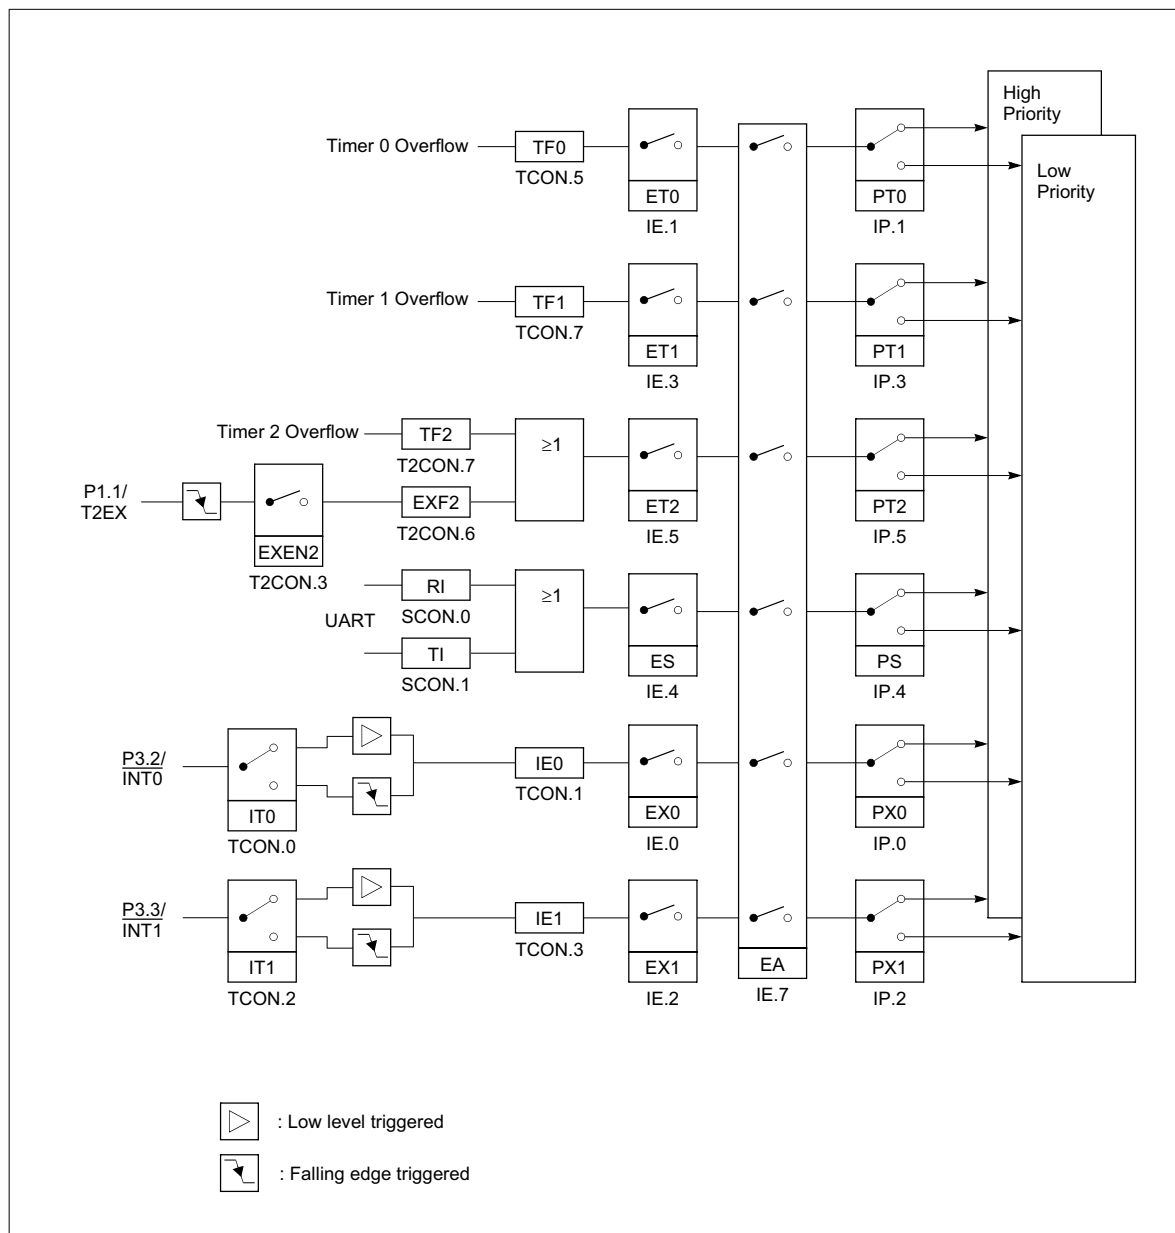 High
Priority
Low
Priority
Timer 0 Overflow
TF0
TCON.5
ET0
IE.1
PT0
IP.1
Timer 1 Overflow
TF1
TCON.7
ET1
IE.3
PT1
IP.3
Timer 2 Overflow
TF2
T2CON.7
≥1
P1.1/
T2EX
EXEN2
T2CON.3
EXF2
T2CON.6
ET2
IE.5
PT2
IP.5
UART
RI
SCON.0
≥1
TI
SCON.1
ES
IE.4
PS
IP.4
P3.2/
INT0
IT0
TCON.0
IE0
TCON.1
EX0
IE.0
PX0
IP.0
P3.3/
INT1
IT1
TCON.2
IE1
TCON.3
EX1
IE.2
EA
IE.7
PX1
IP.2
: Low level triggered
: Falling edge triggered